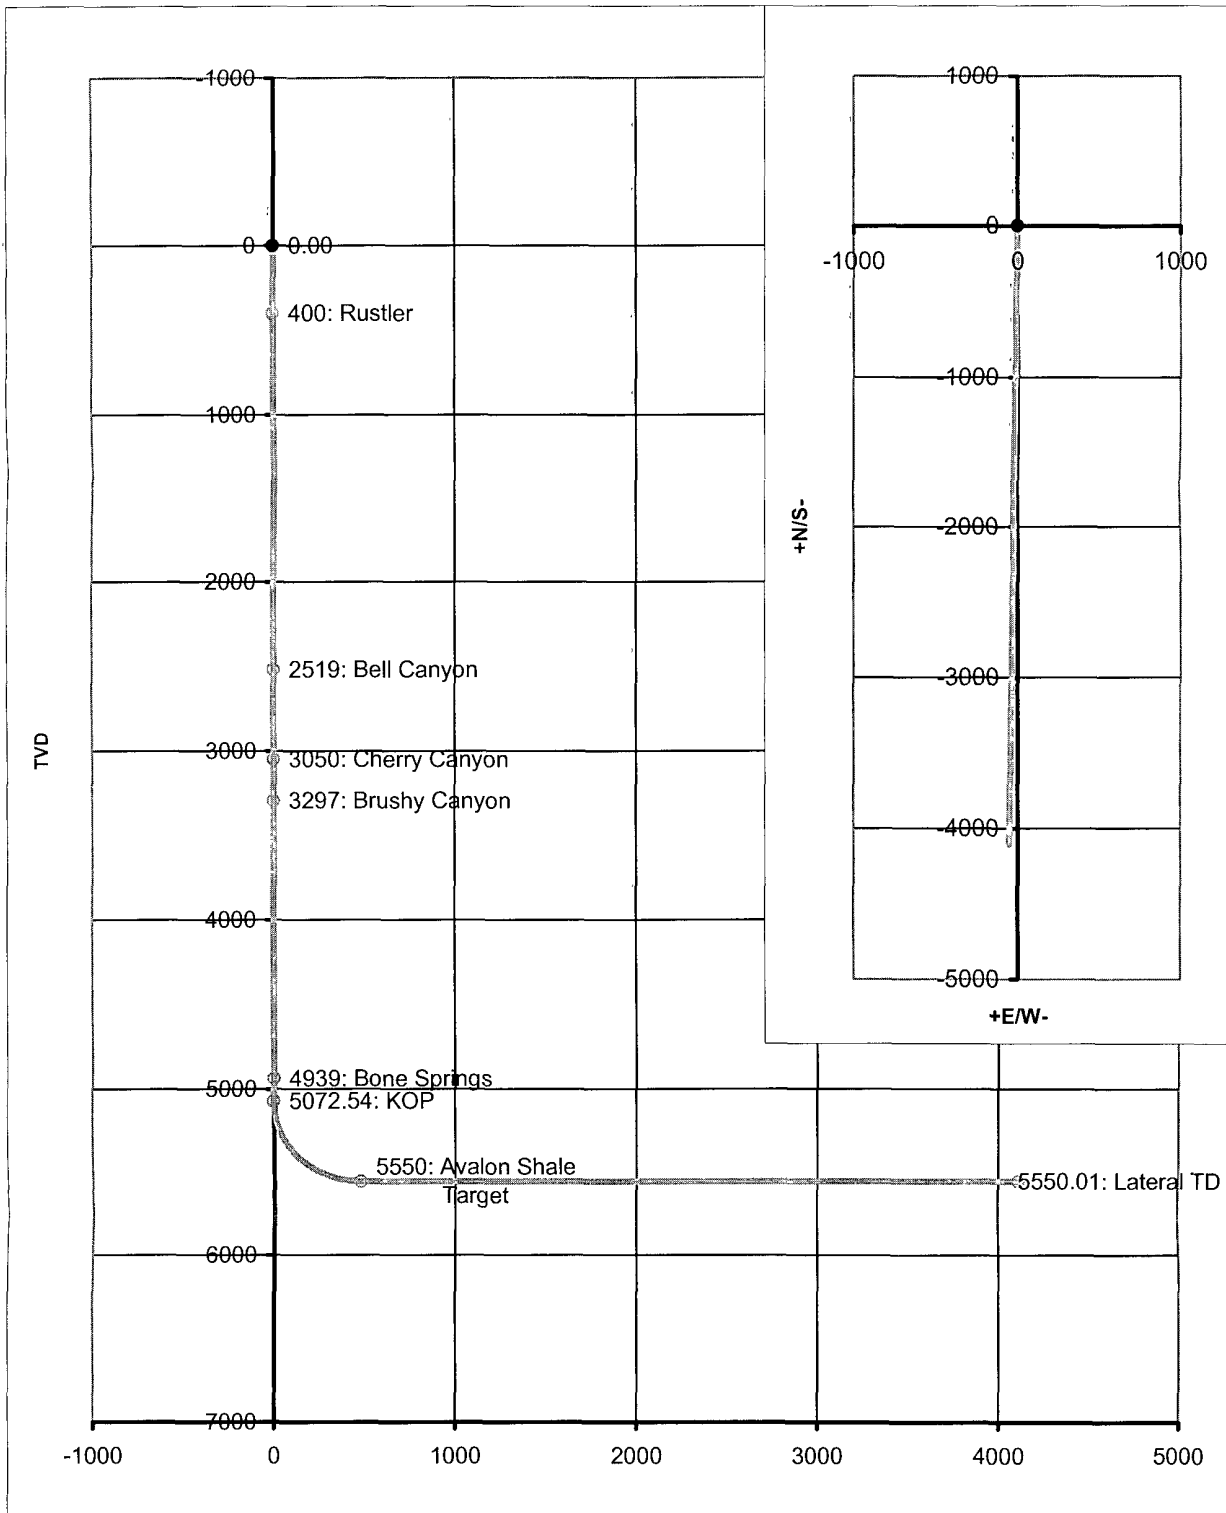 -1000
0
0.00
400: Rustler
1000
2000
2519: Bell Canyon
3000
3050: Cherry Canyon
3297: Brushy Canyon
4000
4939: Bone Springs
5000
5072.54: KOP
5550: Avalon Shale
Target
5550.01: Lateral TD
6000
7000
-1000
0
1000
2000
3000
4000
5000
TVD
1000
0
-1000
0
1000
-1000
-2000
-3000
-4000
-5000
+N/S-
+E/W-